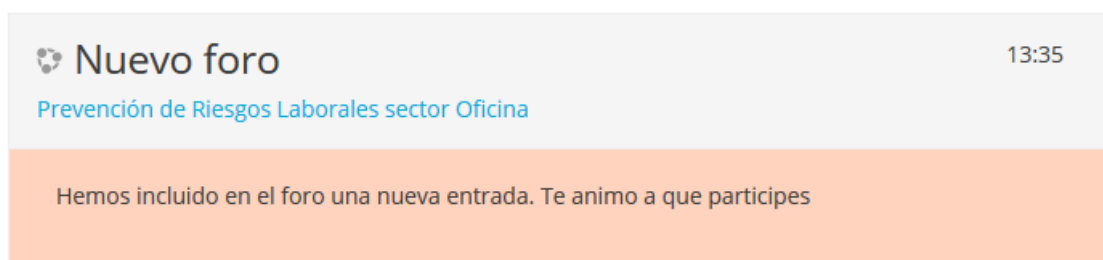 Nuevo foro
13:35
Prevención de Riesgos Laborales sector Oficina
Hemos incluido en el foro una nueva entrada. Te animo a que participes